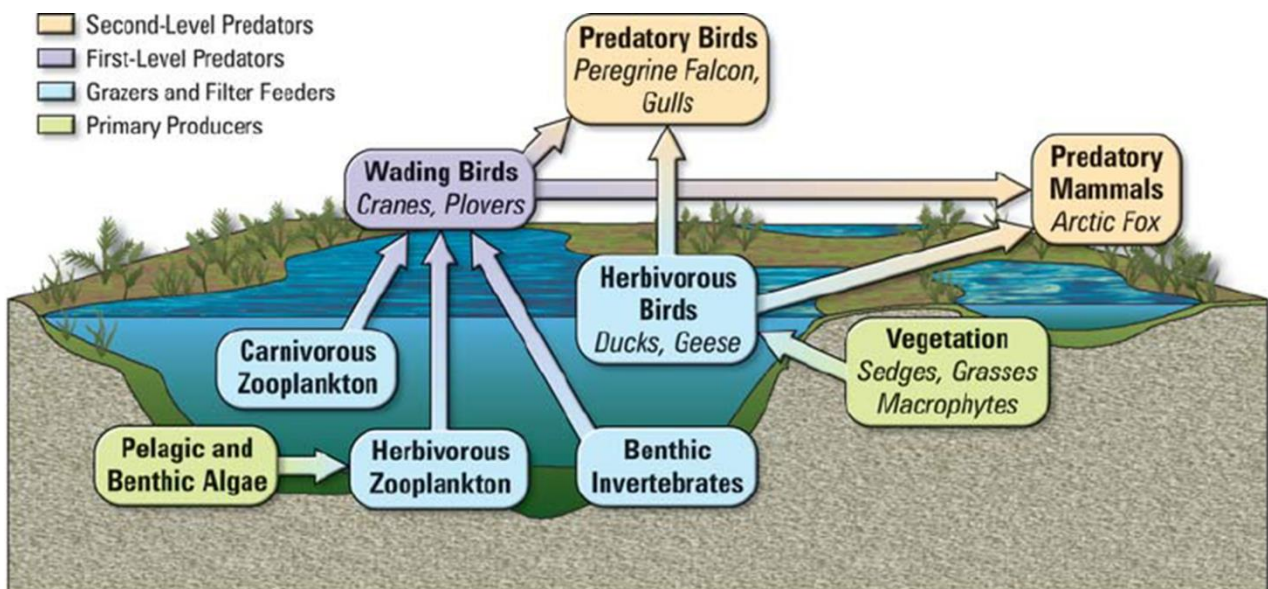 Second-Level Predators
First-Level Predators
Grazers and Filter Feeders
Primary Producers
Predatory Birds
Peregrine Falcon,
Gulls
Wading Birds
Cranes, Plovers
Predatory
Mammals
Arctic Fox
Herbivorous
Birds
Ducks, Geese
Carnivorous
Zooplankton
Vegetation
Sedges, Grasses
Macrophytes
Pelagic and
Benthic Algae
Herbivorous
Zooplankton
Benthic
Invertebrates